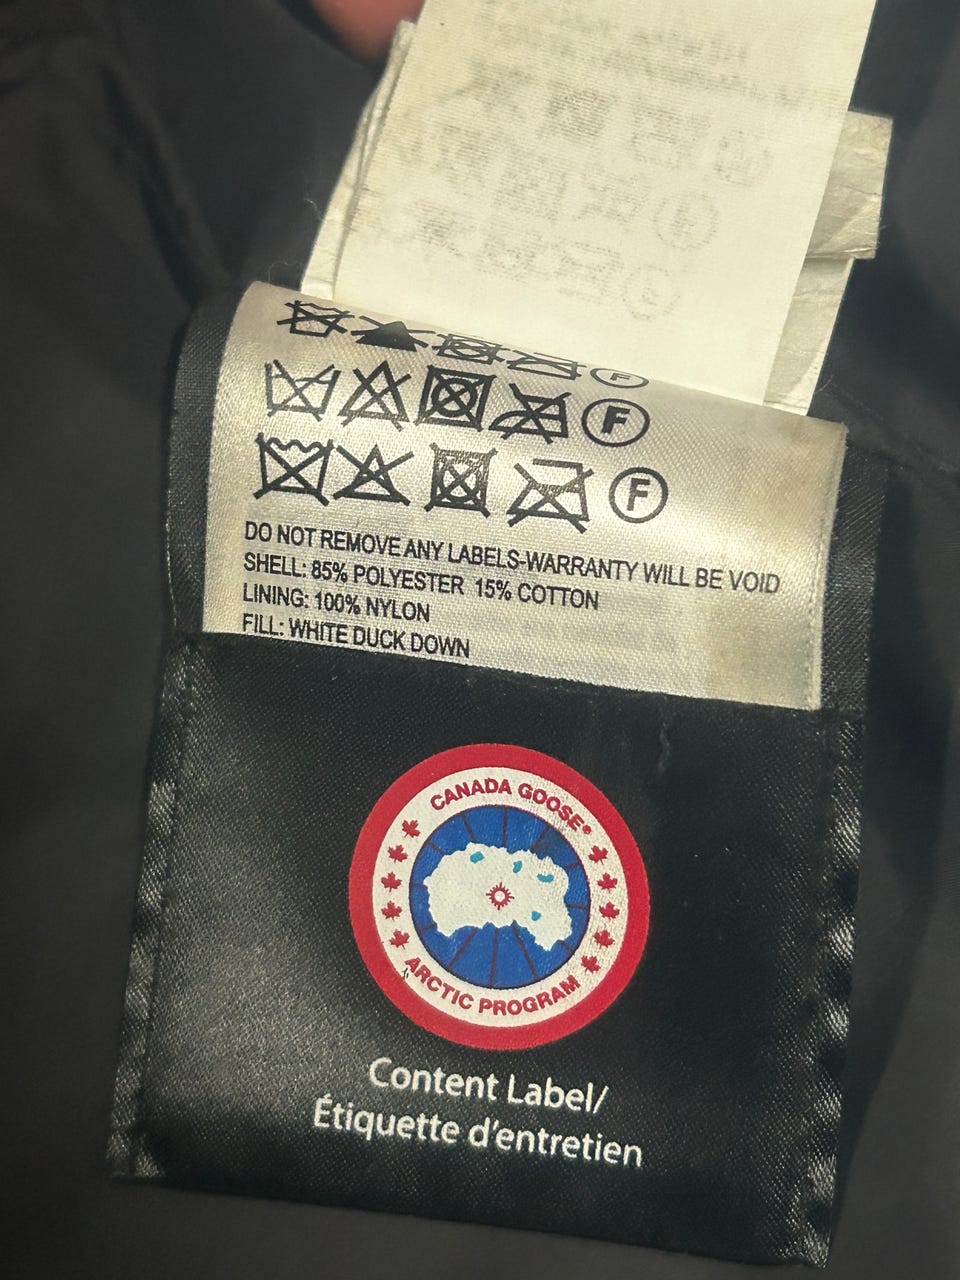 F
F
F
DO NOT REMOVE ANY LABELS-WARRANTY WILL BE VOID
SHELL: 85% POLYESTER 15% COTTON
LINING: 100% NYLON
FILL: WHITE DUCK DOWN
CANADA GOOSE®
ARCTIC PROGRAM
Content Label/
Étiquette d'entretien